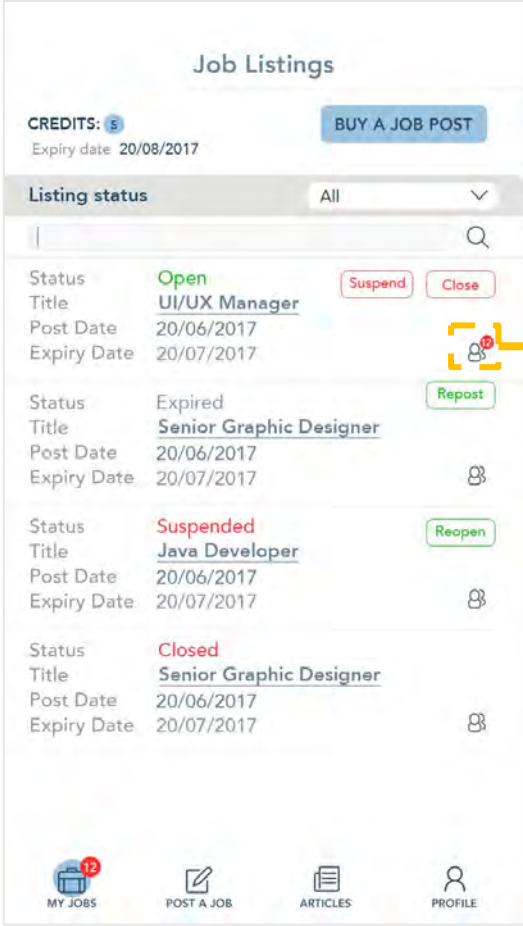 Job Listings
CREDITS: 5
BUY A JOB POST
Expiry date 20/08/2017
Listing status All
Status Open Suspend Close
Title UI/UX Manager
Post Date 20/06/2017
Expiry Date 20/07/2017 12
Status Expired Repost
Title Senior Graphic Designer
Post Date 20/06/2017
Expiry Date 20/07/2017
Status Suspended Reopen
Title Java Developer
Post Date 20/06/2017
Expiry Date 20/07/2017
Status Closed
Title Senior Graphic Designer
Post Date 20/06/2017
Expiry Date 20/07/2017
12
MY JOBS POST A JOB ARTICLES PROFILE